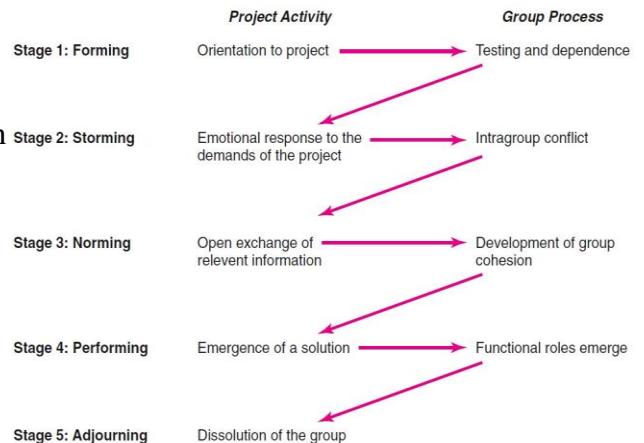 Project Activity Group Process
Stage 1: Forming Orientation to project Testing and dependence
Stage 2: Storming Emotional response to the Intragroup conflict
demands of the project
Stage 3: Norming Open exchange of Development of group
relevent information cohesion
Stage 4: Performing Emergence of a solution Functional roles emerge
Stage 5: Adjourning Dissolution of the group